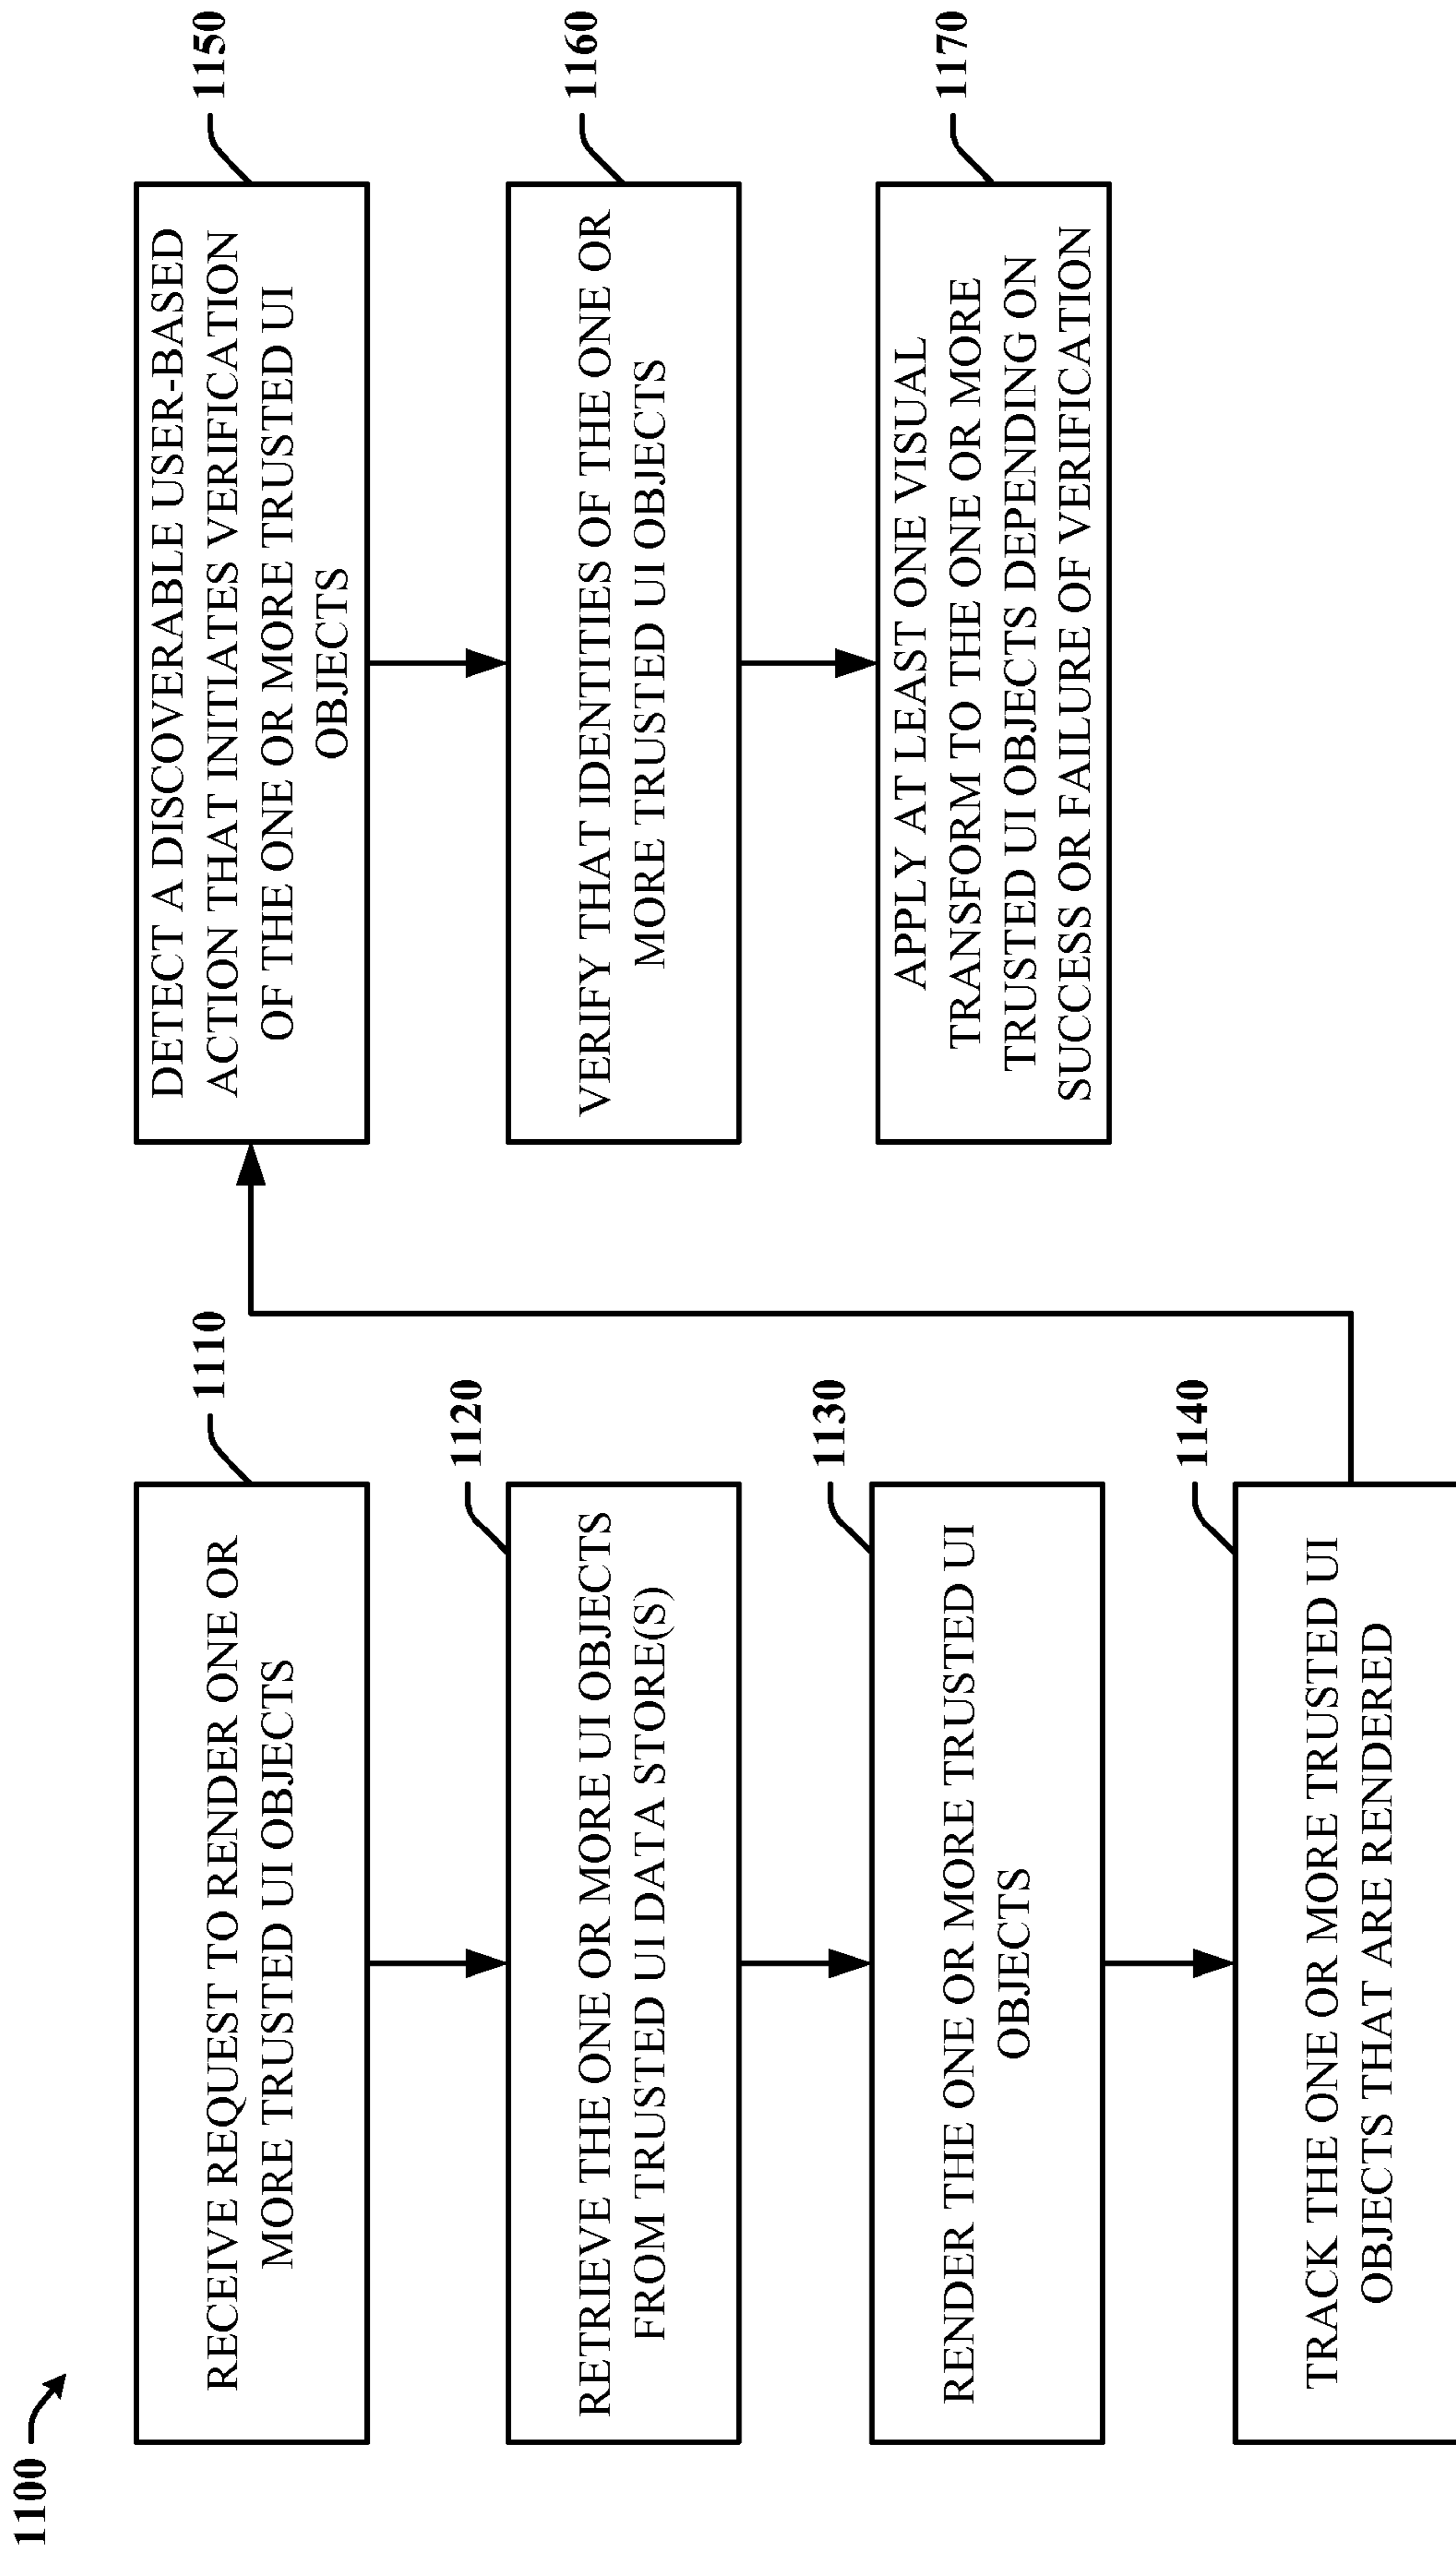 1100
1110
RECEIVE REQUEST TO RENDER ONE OR
MORE TRUSTED UI OBJECTS
1120
RETRIEVE THE ONE OR MORE UI OBJECTS
FROM TRUSTED UI DATA STORE(S)
1130
RENDER THE ONE OR MORE TRUSTED UI
OBJECTS
1140
TRACK THE ONE OR MORE TRUSTED UI
OBJECTS THAT ARE RENDERED
1150
DETECT A DISCOVERABLE USER-BASED
ACTION THAT INITIATES VERIFICATION
OF THE ONE OR MORE TRUSTED UI
OBJECTS
1160
VERIFY THAT IDENTITIES OF THE ONE OR
MORE TRUSTED UI OBJECTS
1170
APPLY AT LEAST ONE VISUAL
TRANSFORM TO THE ONE OR MORE
TRUSTED UI OBJECTS DEPENDING ON
SUCCESS OR FAILURE OF VERIFICATION